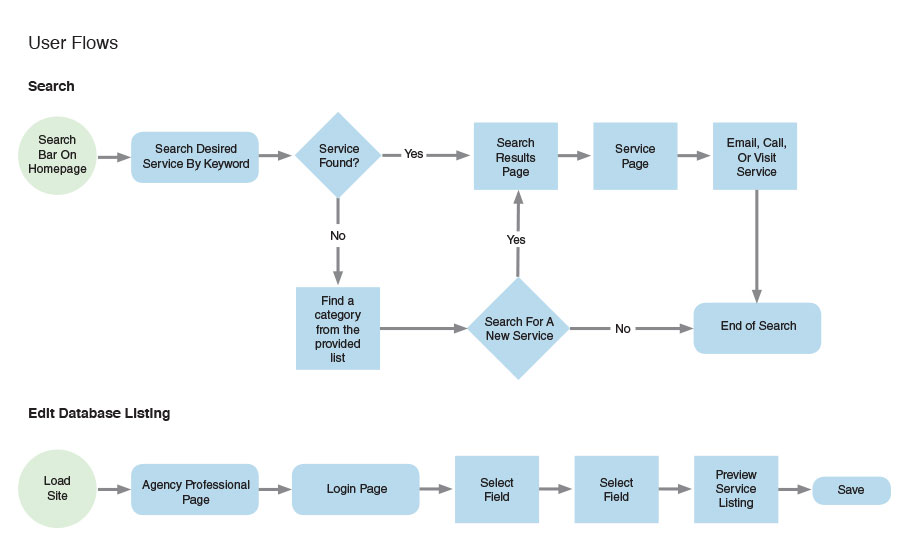 User Flows
Search
Search
Bar On
Homepage
Search Desired
Service By Keyword
Service
Found?
Yes
Search
Results
Page
Service
Page
Email, Call,
Or Visit
Service
No
Yes
Find a
category
from the
provided
list
Search For A
New Service
No
End of Search
Edit Database Listing
Load
Site
Agency Professional
Page
Login Page
Select
Field
Select
Field
Preview
Service
Listing
Save